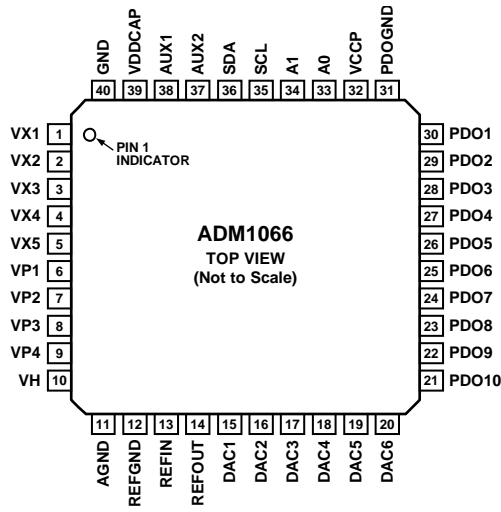 GND
VDDCAP
AUX1
AUX2
SDA
SCL
A1
A0
VCCP
PDOGND
40
39
38
37
36
35
34
33
32
31
VX1 1
VX2 2
VX3 3
VX4 4
VX5 5
VP1 6
VP2 7
VP3 8
VP4 9
VH 10
PIN 1
INDICATOR
ADM1066
TOP VIEW
(Not to Scale)
30 PDO1
29 PDO2
28 PDO3
27 PDO4
26 PDO5
25 PDO6
24 PDO7
23 PDO8
22 PDO9
21 PDO10
11
12
13
14
15
16
17
18
19
20
AGND
REFGND
REFIN
REFOUT
DAC1
DAC2
DAC3
DAC4
DAC5
DAC6